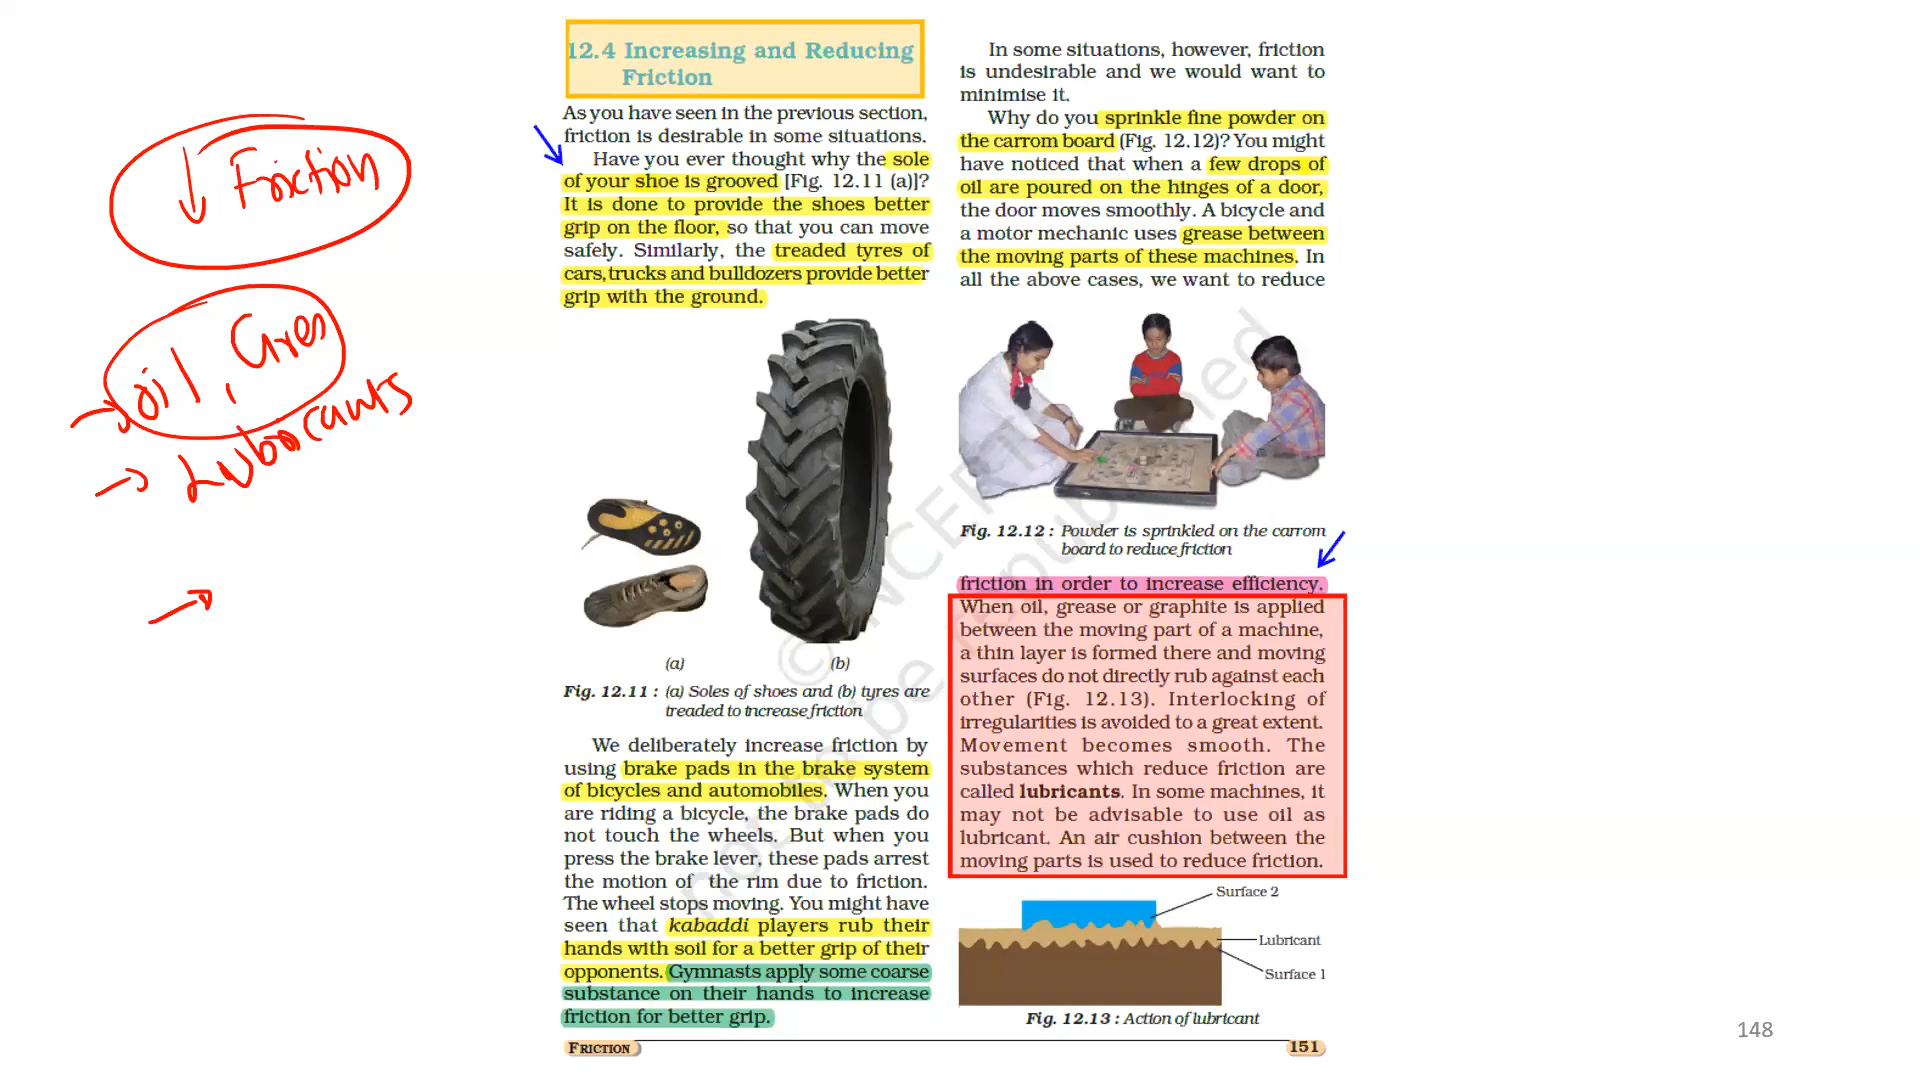 ↓ Friction
oil, Gres
→ Lubricants
12.4 Increasing and Reducing
Friction
As you have seen in the previous section,
friction is desirable in some situations.
Have you ever thought why the sole
of your shoe is grooved [Fig. 12.11 (a)]?
It is done to provide the shoes better
grip on the floor, so that you can move
safely. Similarly, the treaded tyres of
cars,trucks and bulldozers provide better
grip with the ground.
(a) (b)
Fig. 12.11 : (a) Soles of shoes and (b) tyres are
treaded to increase friction
We deliberately increase friction by
using brake pads in the brake system
of bicycles and automobiles. When you
are riding a bicycle, the brake pads do
not touch the wheels. But when you
press the brake lever, these pads arrest
the motion of the rim due to friction.
The wheel stops moving. You might have
seen that kabaddi players rub their
hands with soil for a better grip of their
opponents. Gymnasts apply some coarse
substance on their hands to increase
friction for better grip.
In some situations, however, friction
is undesirable and we would want to
minimise it.
Why do you sprinkle fine powder on
the carrom board (Fig. 12.12)? You might
have noticed that when a few drops of
oil are poured on the hinges of a door,
the door moves smoothly. A bicycle and
a motor mechanic uses grease between
the moving parts of these machines. In
all the above cases, we want to reduce
Fig. 12.12 : Powder is sprinkled on the carrom
board to reduce friction
friction in order to increase efficiency.
When oil, grease or graphite is applied
between the moving part of a machine,
a thin layer is formed there and moving
surfaces do not directly rub against each
other (Fig. 12.13). Interlocking of
irregularities is avoided to a great extent.
Movement becomes smooth. The
substances which reduce friction are
called lubricants. In some machines, it
may not be advisable to use oil as
lubricant. An air cushion between the
moving parts is used to reduce friction.
Surface 2
Lubricant
Surface 1
Fig. 12.13 : Action of lubricant
FRICTION
151
148
© NCERT
not to be republished